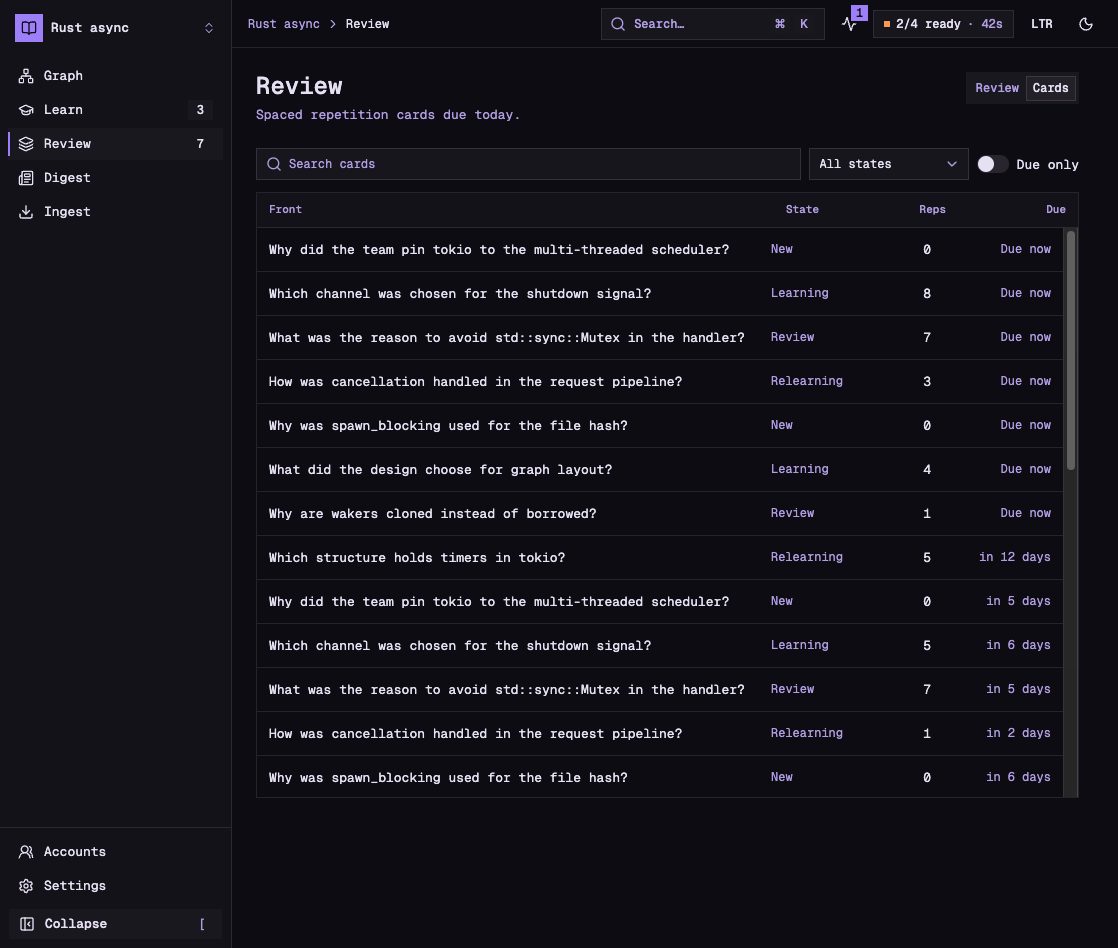 Rust async
Graph
Learn 3
Review 7
Digest
Ingest
Accounts
Settings
Collapse [
Rust async > Review
Search… ⌘ K
1
2/4 ready · 42s
LTR
Review
Spaced repetition cards due today.
Review Cards
Search cards
All states
Due only
Front State Reps Due
Why did the team pin tokio to the multi-threaded scheduler? New 0 Due now
Which channel was chosen for the shutdown signal? Learning 8 Due now
What was the reason to avoid std::sync::Mutex in the handler? Review 7 Due now
How was cancellation handled in the request pipeline? Relearning 3 Due now
Why was spawn_blocking used for the file hash? New 0 Due now
What did the design choose for graph layout? Learning 4 Due now
Why are wakers cloned instead of borrowed? Review 1 Due now
Which structure holds timers in tokio? Relearning 5 in 12 days
Why did the team pin tokio to the multi-threaded scheduler? New 0 in 5 days
Which channel was chosen for the shutdown signal? Learning 5 in 6 days
What was the reason to avoid std::sync::Mutex in the handler? Review 7 in 5 days
How was cancellation handled in the request pipeline? Relearning 1 in 2 days
Why was spawn_blocking used for the file hash? New 0 in 6 days